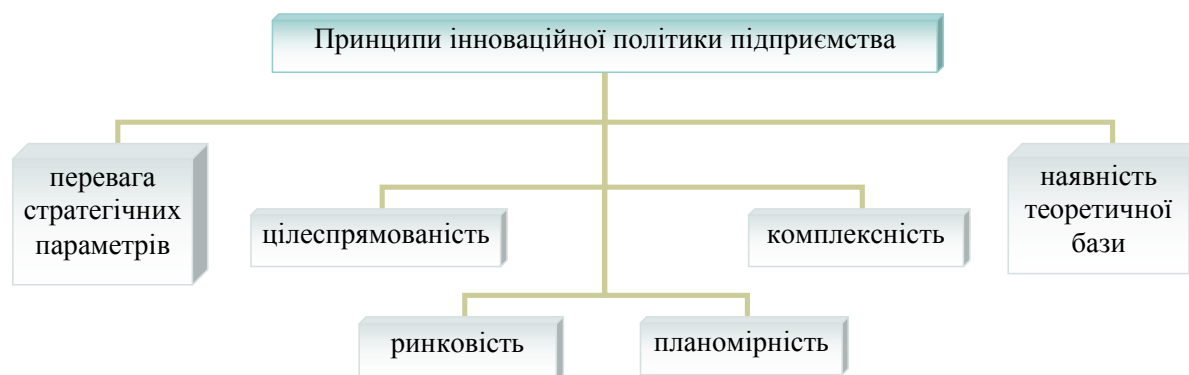 Принципи інноваційної політики підприємства
перевага
стратегічних
параметрів
цілеспрямованість
комплексність
наявність
теоретичної
бази
ринковість
планомірність